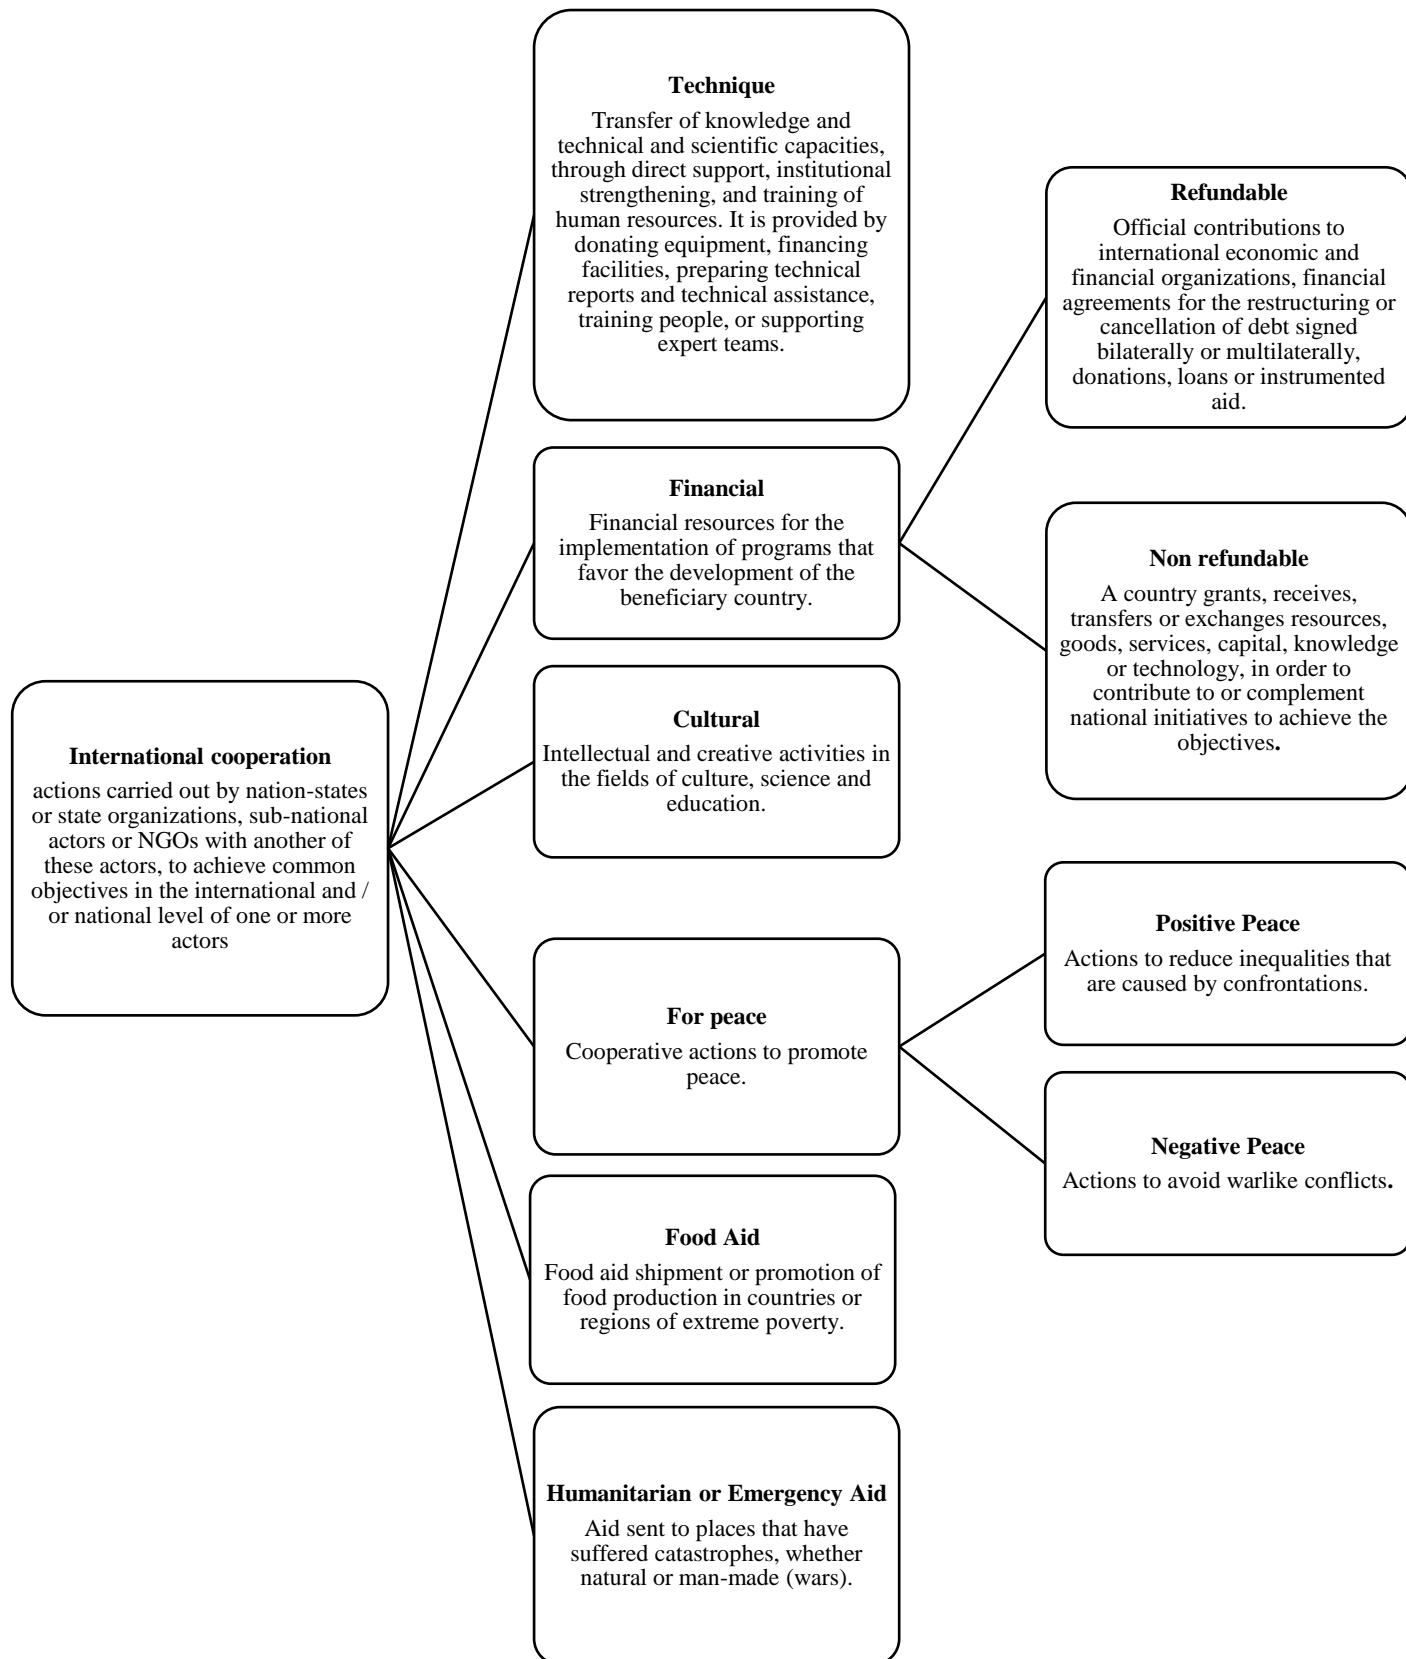 International cooperation
actions carried out by nation-states
or state organizations, sub-national
actors or NGOs with another of
these actors, to achieve common
objectives in the international and /
or national level of one or more
actors
Technique
Transfer of knowledge and
technical and scientific capacities,
through direct support, institutional
strengthening, and training of
human resources. It is provided by
donating equipment, financing
facilities, preparing technical
reports and technical assistance,
training people, or supporting
expert teams.
Financial
Financial resources for the
implementation of programs that
favor the development of the
beneficiary country.
Refundable
Official contributions to
international economic and
financial organizations, financial
agreements for the restructuring or
cancellation of debt signed
bilaterally or multilaterally,
donations, loans or instrumented
aid.
Non refundable
A country grants, receives,
transfers or exchanges resources,
goods, services, capital, knowledge
or technology, in order to
contribute to or complement
national initiatives to achieve the
objectives.
Cultural
Intellectual and creative activities in
the fields of culture, science and
education.
For peace
Cooperative actions to promote
peace.
Positive Peace
Actions to reduce inequalities that
are caused by confrontations.
Negative Peace
Actions to avoid warlike conflicts.
Food Aid
Food aid shipment or promotion of
food production in countries or
regions of extreme poverty.
Humanitarian or Emergency Aid
Aid sent to places that have
suffered catastrophes, whether
natural or man-made (wars).